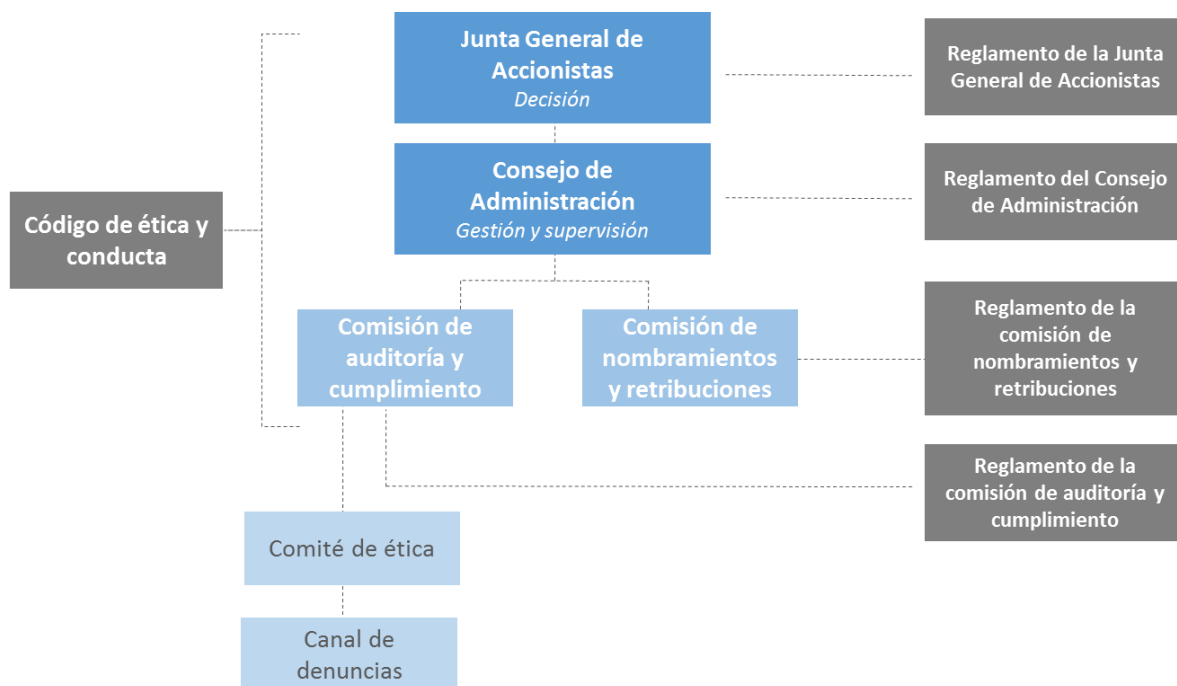 Junta General de
Accionistas
Decisión
Reglamento de la Junta
General de Accionistas
Consejo de
Administración
Gestión y supervisión
Reglamento del Consejo
de Administración
Código de ética y
conducta
Comisión de
auditoría y
cumplimiento
Comisión de
nombramientos
y retribuciones
Reglamento de la
comisión de
nombramientos y
retribuciones
Reglamento de la
comisión de auditoría y
cumplimiento
Comité de ética
Canal de
denuncias